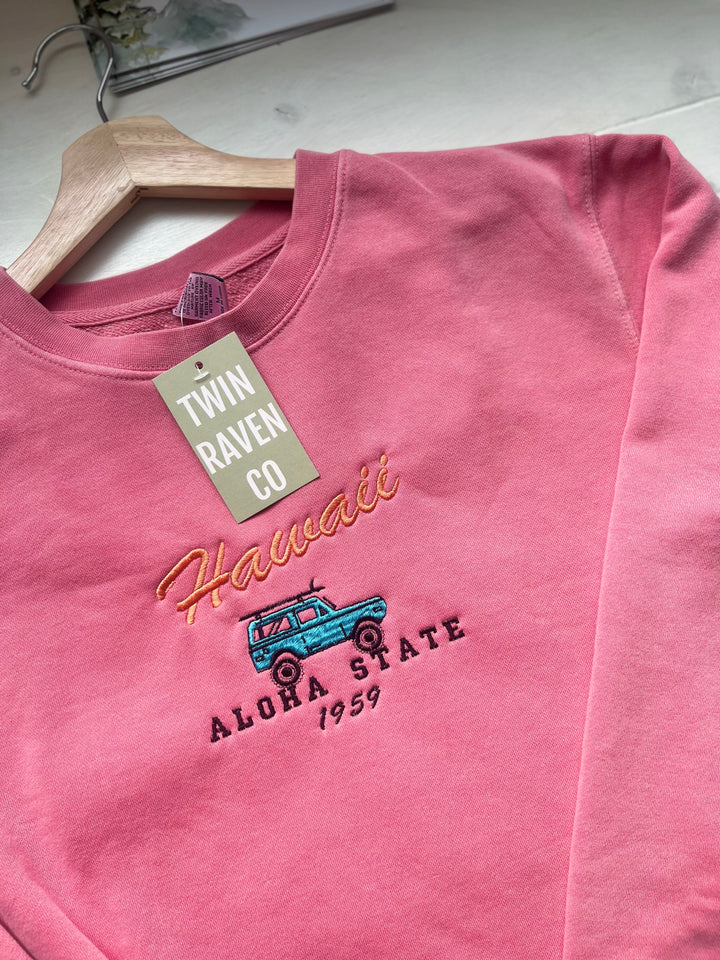 TWIN
RAVEN
CO
Hawaii
ALOHA STATE
1959